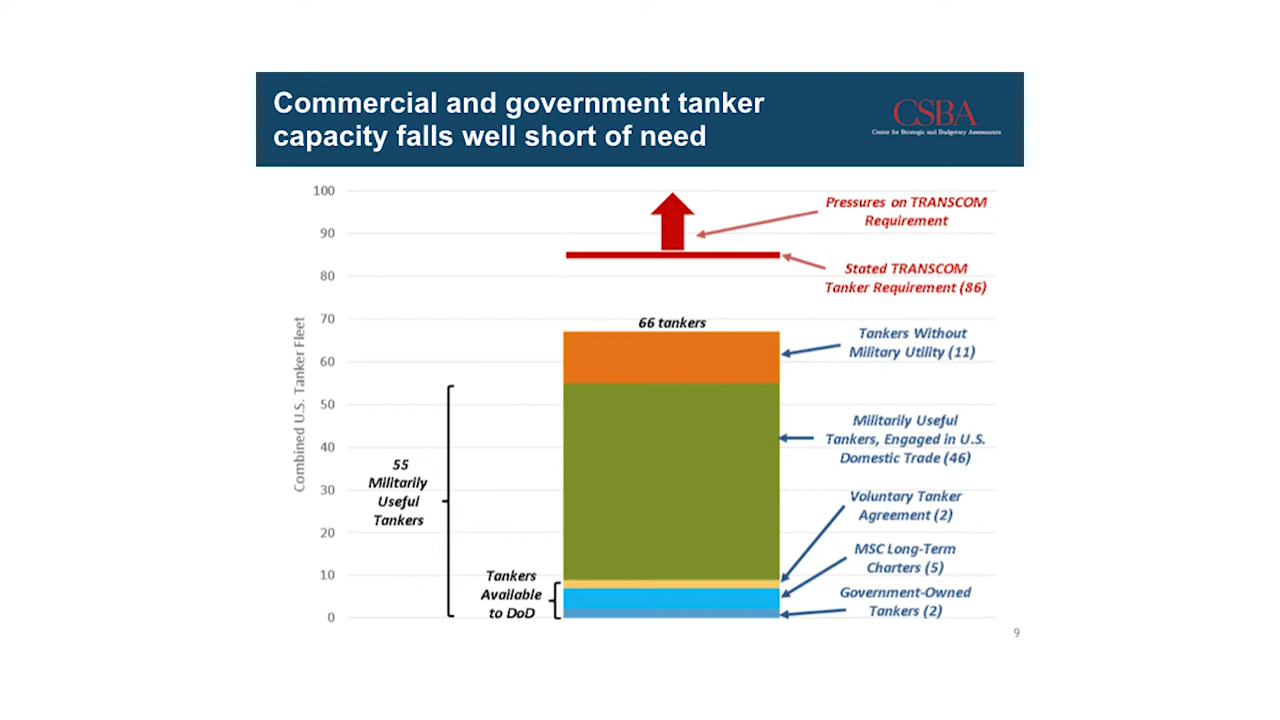 Commercial and government tanker
capacity falls well short of need
CSBA
Center for Strategic and Budgetary Assessments
Combined U.S. Tanker Fleet
100
90
80
70
60
50
40
30
20
10
0
Pressures on TRANSCOM
Requirement
Stated TRANSCOM
Tanker Requirement (86)
66 tankers
Tankers Without
Military Utility (11)
Militarily Useful
Tankers, Engaged in U.S.
Domestic Trade (46)
55
Militarily
Useful
Tankers
Voluntary Tanker
Agreement (2)
MSC Long-Term
Charters (5)
Tankers
Available
to DoD
Government-Owned
Tankers (2)
9